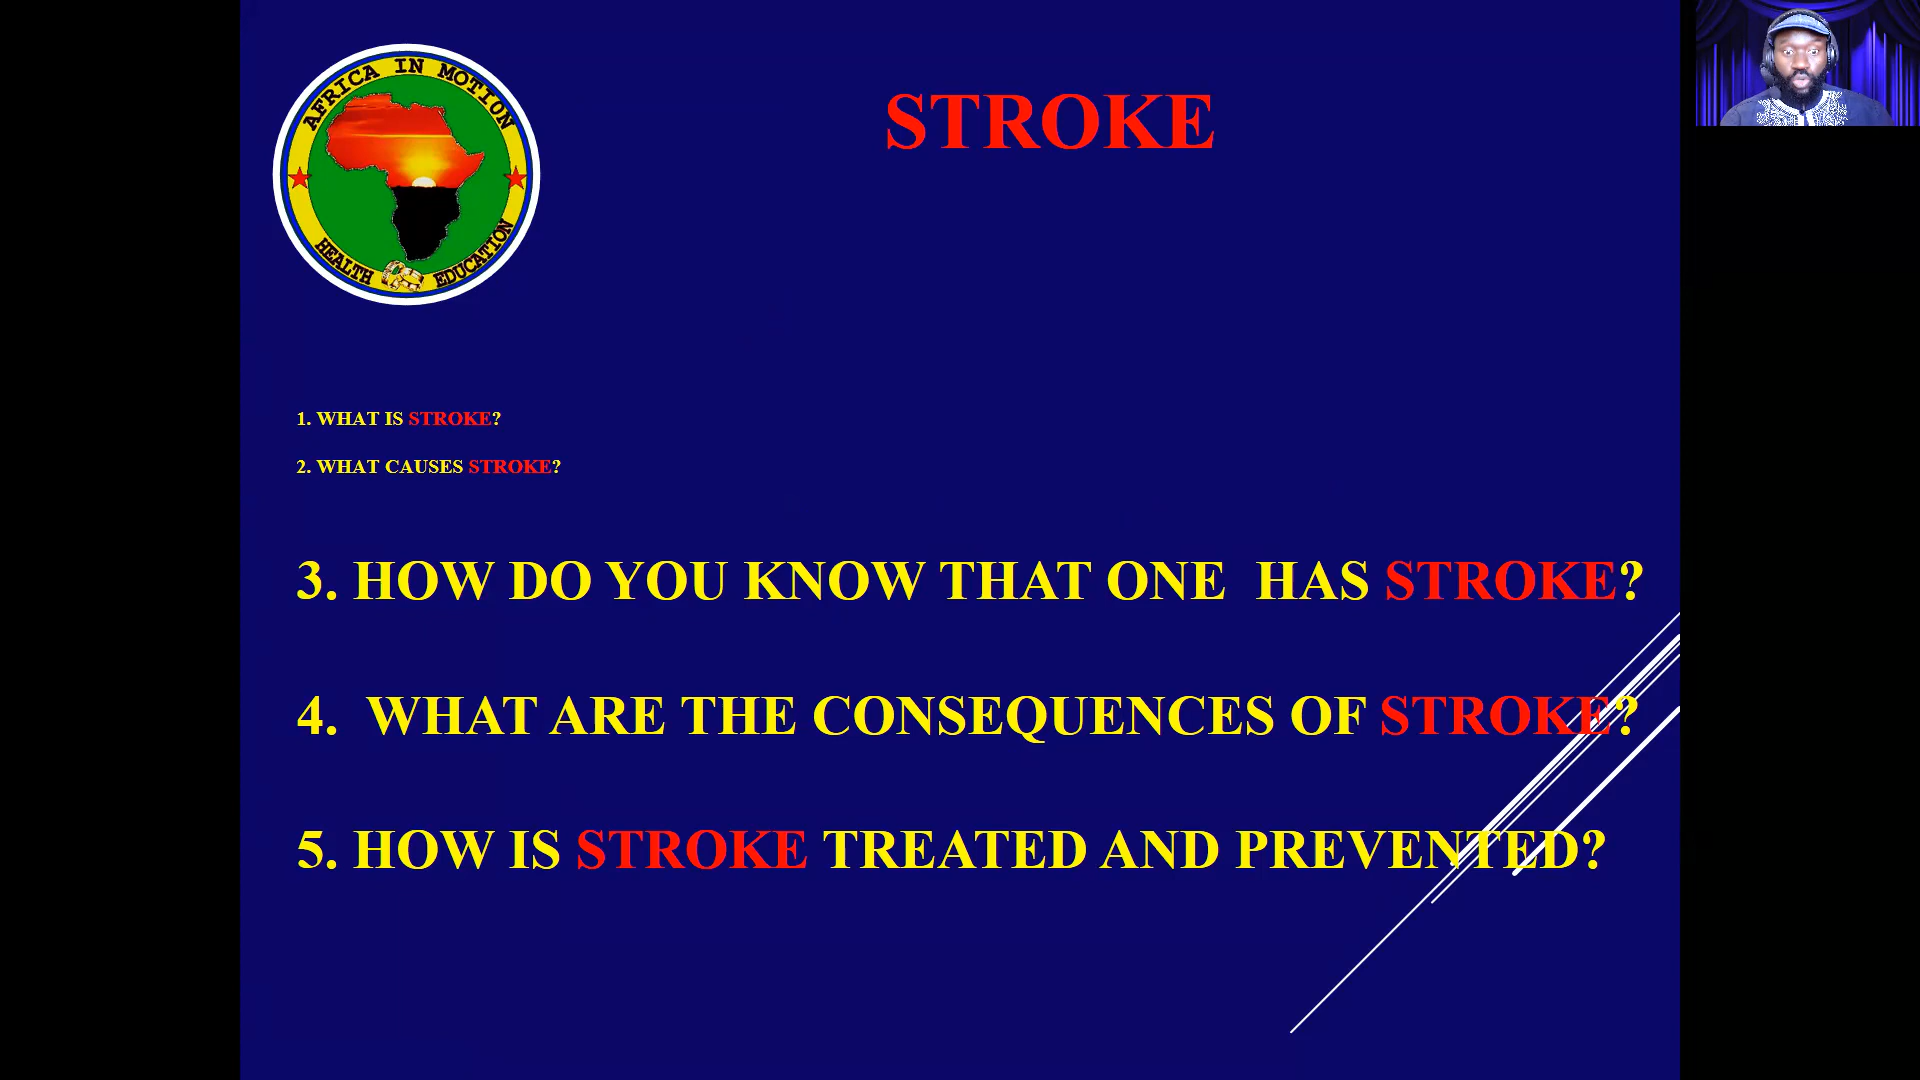 AFRICA IN MOTION
HEALTH EDUCATION
STROKE
1. WHAT IS STROKE?
2. WHAT CAUSES STROKE?
3. HOW DO YOU KNOW THAT ONE  HAS STROKE?
4.  WHAT ARE THE CONSEQUENCES OF STROKE?
5. HOW IS STROKE TREATED AND PREVENTED?